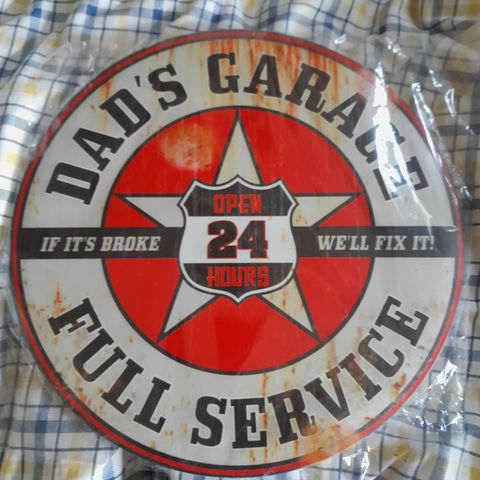 DAD'S GARAGE
OPEN
24
HOURS
IF IT'S BROKE WE'LL FIX IT!
FULL SERVICE